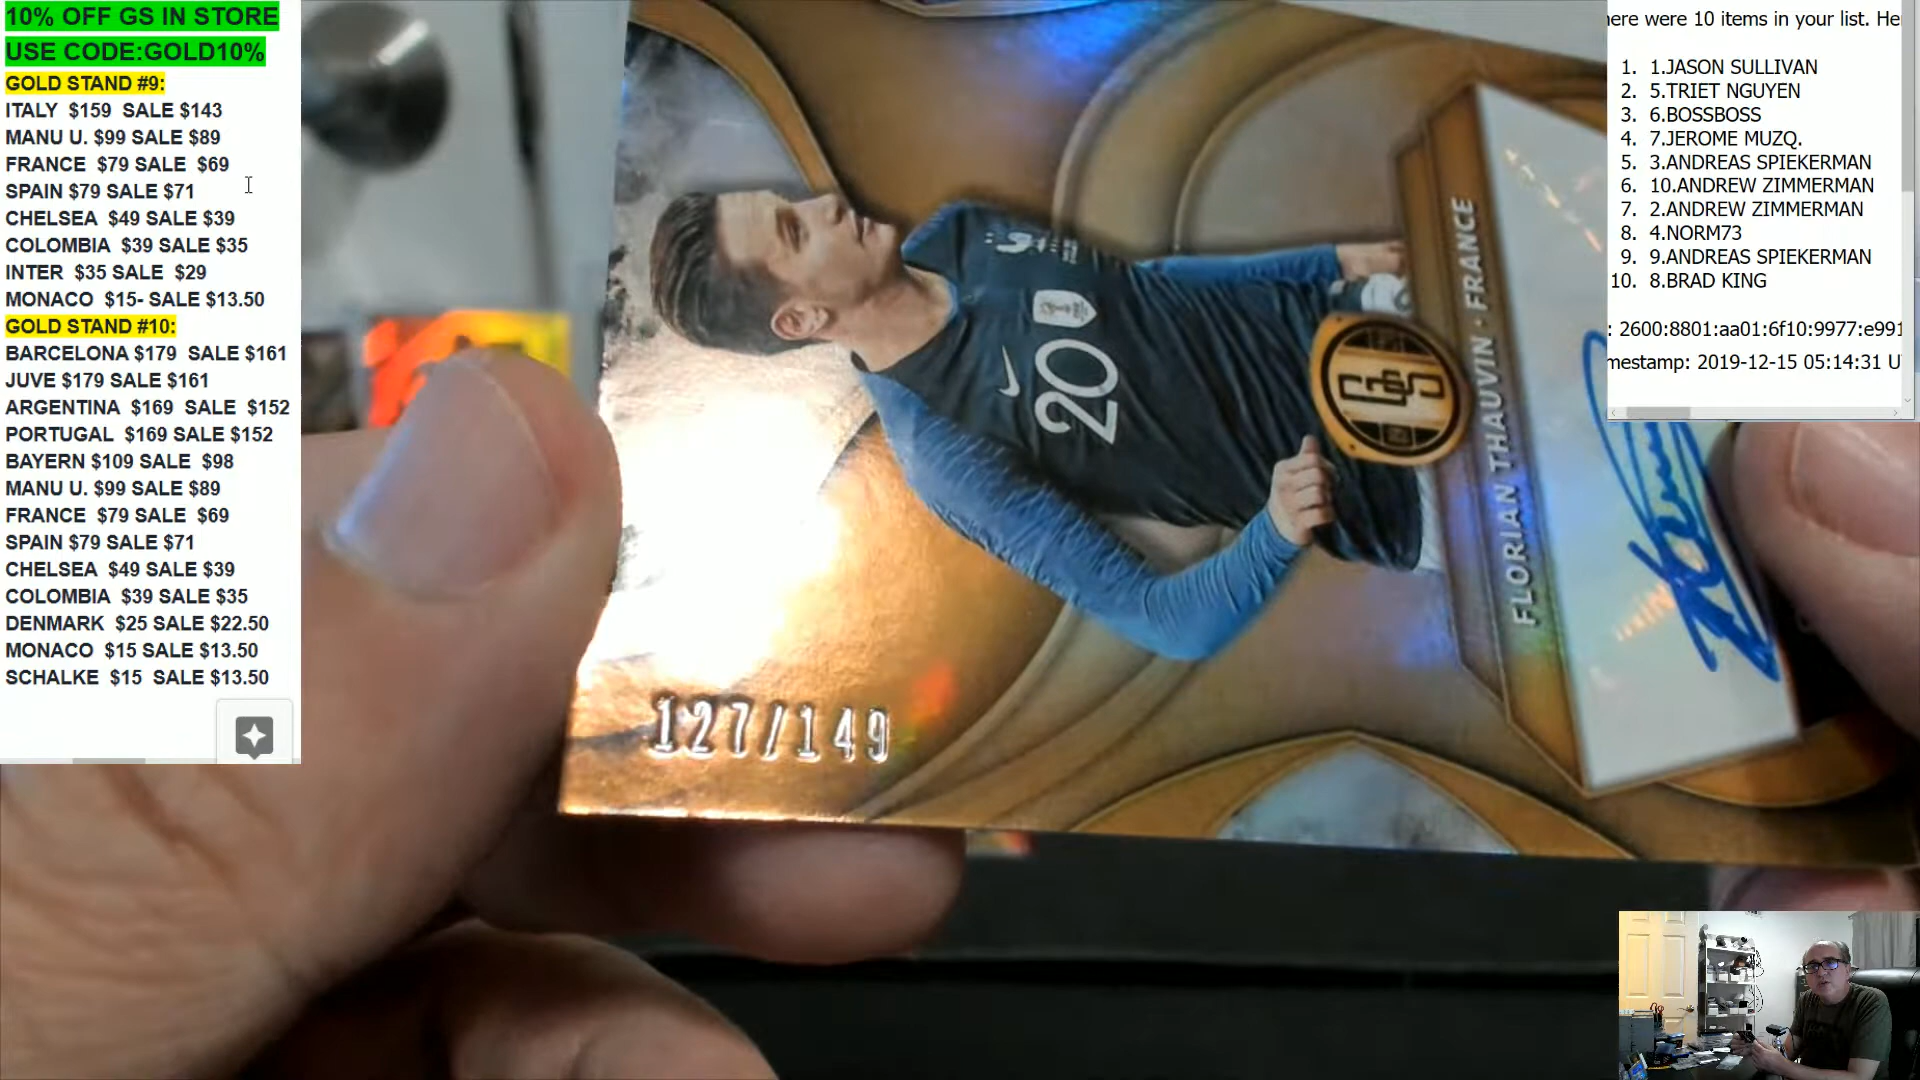 10% OFF GS IN STORE
USE CODE:GOLD10%
GOLD STAND #9:
ITALY $159 SALE $143
MANU U. $99 SALE $89
FRANCE $79 SALE $69
SPAIN $79 SALE $71
CHELSEA $49 SALE $39
COLOMBIA $39 SALE $35
INTER $35 SALE $29
MONACO $15- SALE $13.50
GOLD STAND #10:
BARCELONA $179 SALE $161
JUVE $179 SALE $161
ARGENTINA $169 SALE $152
PORTUGAL $169 SALE $152
BAYERN $109 SALE $98
MANU U. $99 SALE $89
FRANCE $79 SALE $69
SPAIN $79 SALE $71
CHELSEA $49 SALE $39
COLOMBIA $39 SALE $35
DENMARK $25 SALE $22.50
MONACO $15 SALE $13.50
SCHALKE $15 SALE $13.50
20
GS
FLORIAN THAUVIN · FRANCE
127/149
ere were 10 items in your list. He
1. 1.JASON SULLIVAN
2. 5.TRIET NGUYEN
3. 6.BOSSBOSS
4. 7.JEROME MUZQ.
5. 3.ANDREAS SPIEKERMAN
6. 10.ANDREW ZIMMERMAN
7. 2.ANDREW ZIMMERMAN
8. 4.NORM73
9. 9.ANDREAS SPIEKERMAN
10. 8.BRAD KING
: 2600:8801:aa01:6f10:9977:e991
mestamp: 2019-12-15 05:14:31 U